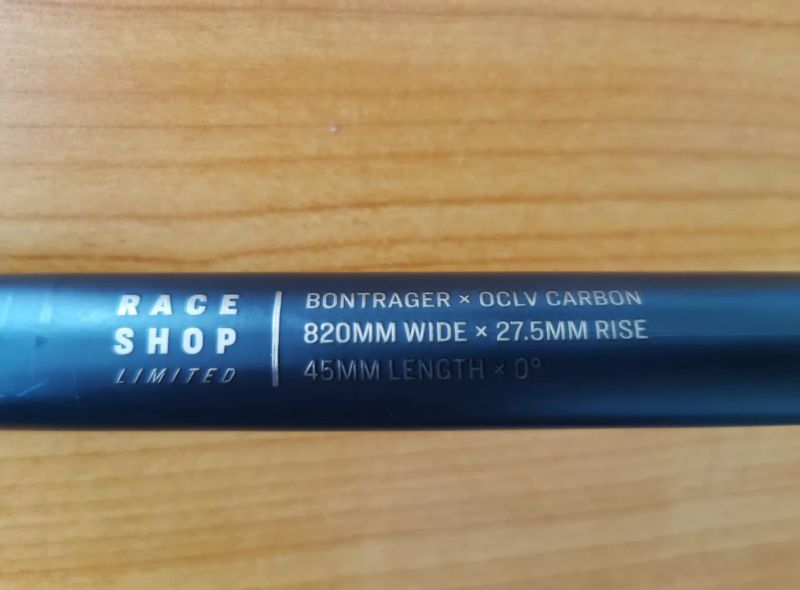 RACE
SHOP
LIMITED
BONTRAGER × OCLV CARBON
820MM WIDE × 27.5MM RISE
45MM LENGTH × 0°